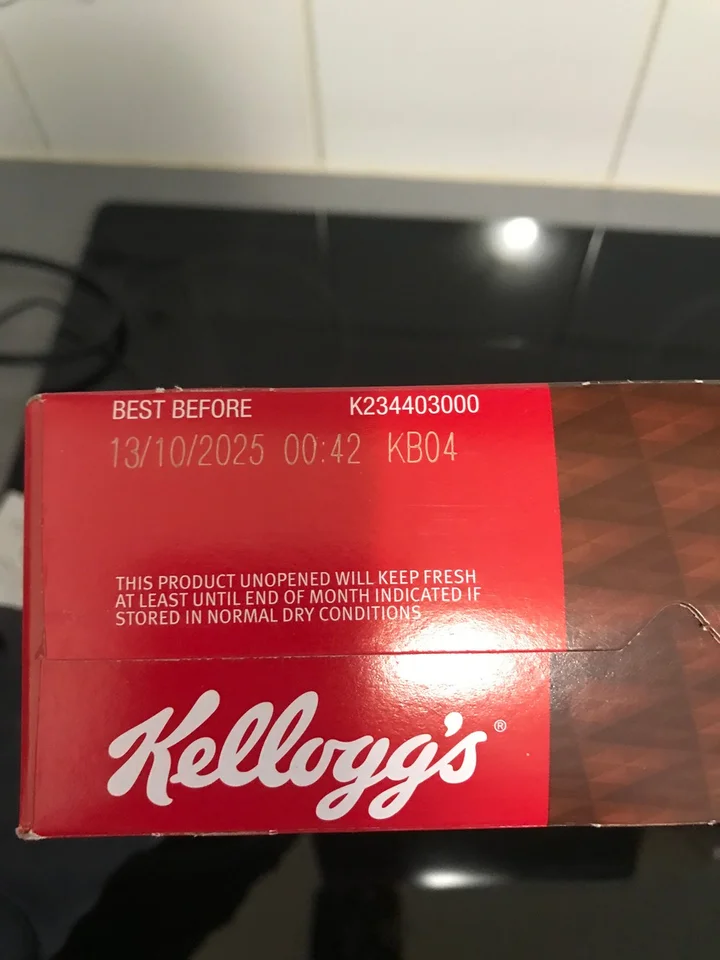 BEST BEFORE K234403000
13/10/2025 00:42 KB04
THIS PRODUCT UNOPENED WILL KEEP FRESH
AT LEAST UNTIL END OF MONTH INDICATED IF
STORED IN NORMAL DRY CONDITIONS
Kellogg's®